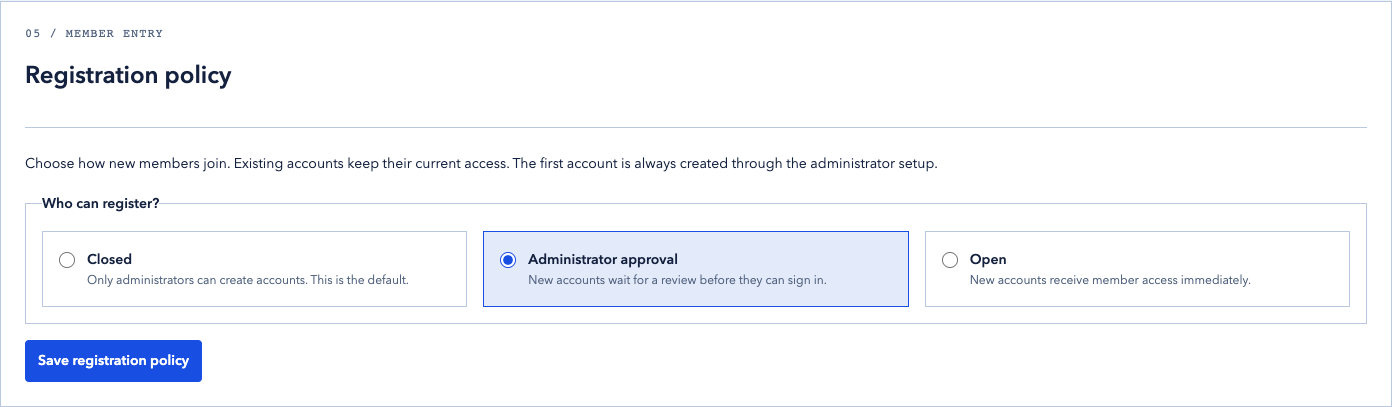 05 / MEMBER ENTRY
Registration policy
Choose how new members join. Existing accounts keep their current access. The first account is always created through the administrator setup.
Who can register?
Closed
Only administrators can create accounts. This is the default.
Administrator approval
New accounts wait for a review before they can sign in.
Open
New accounts receive member access immediately.
Save registration policy